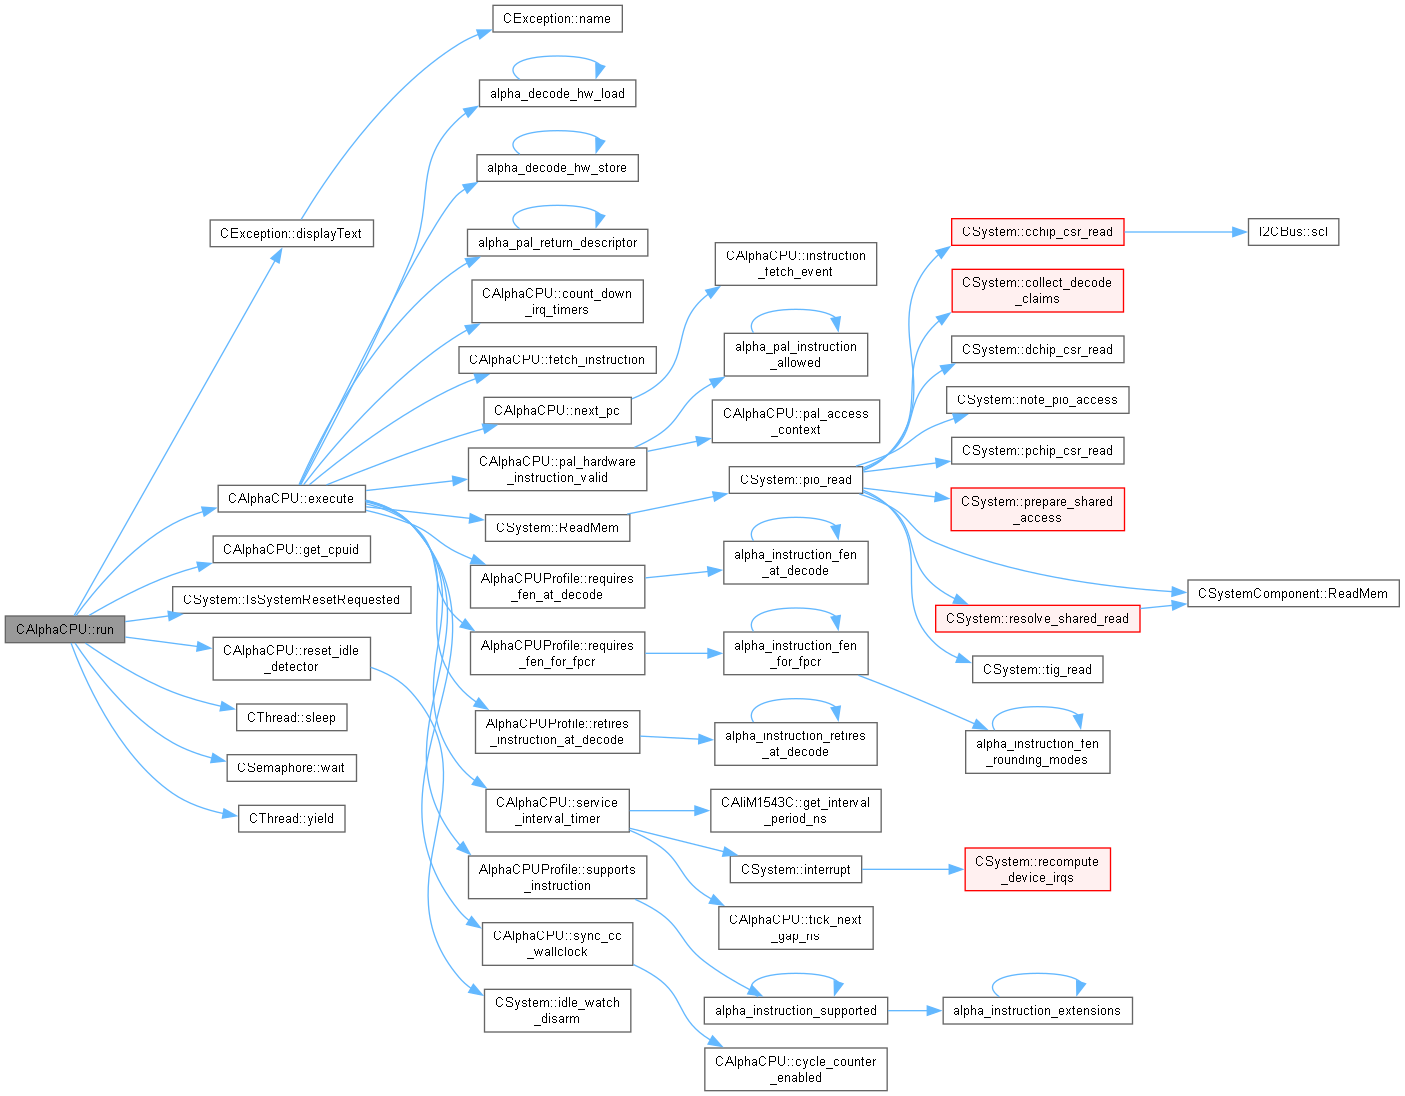 CException::name
alpha_decode_hw_load
alpha_decode_hw_store
CException::displayText
alpha_pal_return_descriptor
CAlphaCPU::count_down
_irq_timers
CAlphaCPU::fetch_instruction
CAlphaCPU::next_pc
CAlphaCPU::pal_hardware
_instruction_valid
CAlphaCPU::execute
CSystem::ReadMem
CAlphaCPU::get_cpuid
AlphaCPUProfile::requires
_fen_at_decode
CSystem::IsSystemResetRequested
CAlphaCPU::run
CAlphaCPU::reset_idle
_detector
AlphaCPUProfile::requires
_fen_for_fpcr
CThread::sleep
AlphaCPUProfile::retires
_instruction_at_decode
CSemaphore::wait
CThread::yield
CAlphaCPU::service
_interval_timer
AlphaCPUProfile::supports
_instruction
CAlphaCPU::sync_cc
_wallclock
CSystem::idle_watch
_disarm
CAlphaCPU::instruction
_fetch_event
alpha_pal_instruction
_allowed
CAlphaCPU::pal_access
_context
CSystem::pio_read
alpha_instruction_fen
_at_decode
alpha_instruction_fen
_for_fpcr
alpha_instruction_retires
_at_decode
CAliM1543C::get_interval
_period_ns
CSystem::interrupt
CAlphaCPU::tick_next
_gap_ns
alpha_instruction_supported
CAlphaCPU::cycle_counter
_enabled
CSystem::cchip_csr_read
CSystem::collect_decode
_claims
CSystem::dchip_csr_read
CSystem::note_pio_access
CSystem::pchip_csr_read
CSystem::prepare_shared
_access
CSystem::resolve_shared_read
CSystem::tig_read
alpha_instruction_fen
_rounding_modes
CSystem::recompute
_device_irqs
alpha_instruction_extensions
I2CBus::scl
CSystemComponent::ReadMem